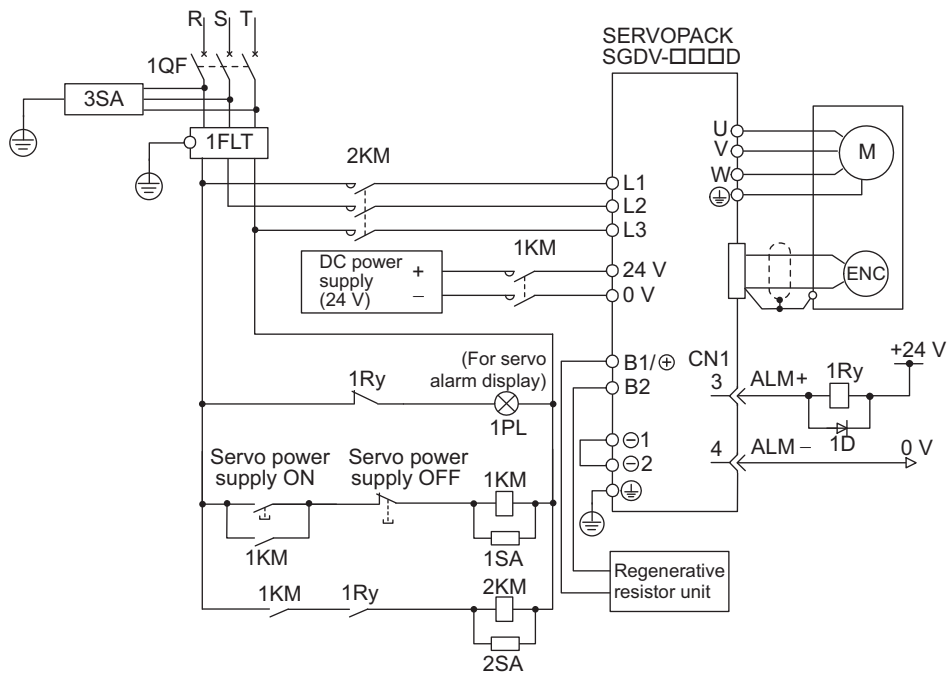 R S T
1QF
3SA
1FLT
2KM
SERVOPACK
SGDV-□□□D
U
V
W
M
L1
L2
L3
1KM
DC power
supply
(24 V)
+
−
24 V
0 V
ENC
B1/⊕
B2
CN1
3
ALM+
1Ry
+24 V
1D
4
ALM −
0 V
(For servo
alarm display)
1Ry
1PL
⊖1
⊖2
Servo power
supply ON
Servo power
supply OFF
1KM
1KM
1SA
1KM
1Ry
2KM
2SA
Regenerative
resistor unit